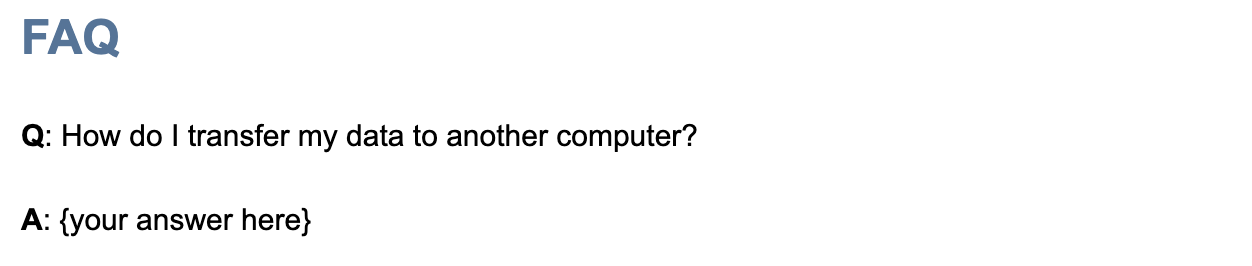 FAQ
Q: How do I transfer my data to another computer?
A: {your answer here}